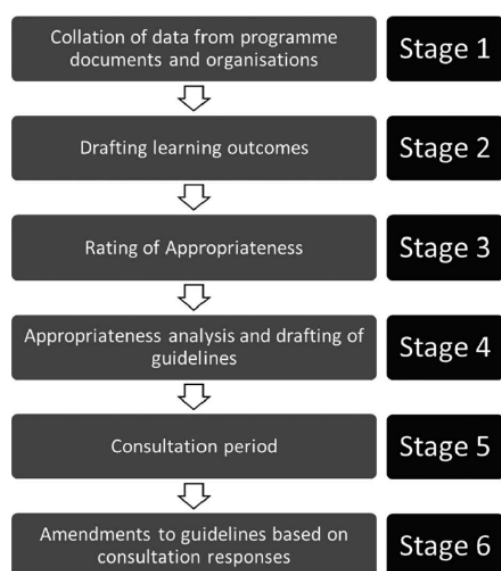 Collation of data from programme
documents and organisations
Stage 1
Drafting learning outcomes
Stage 2
Rating of Appropriateness
Stage 3
Appropriateness analysis and drafting of
guidelines
Stage 4
Consultation period
Stage 5
Amendments to guidelines based on
consultation responses
Stage 6